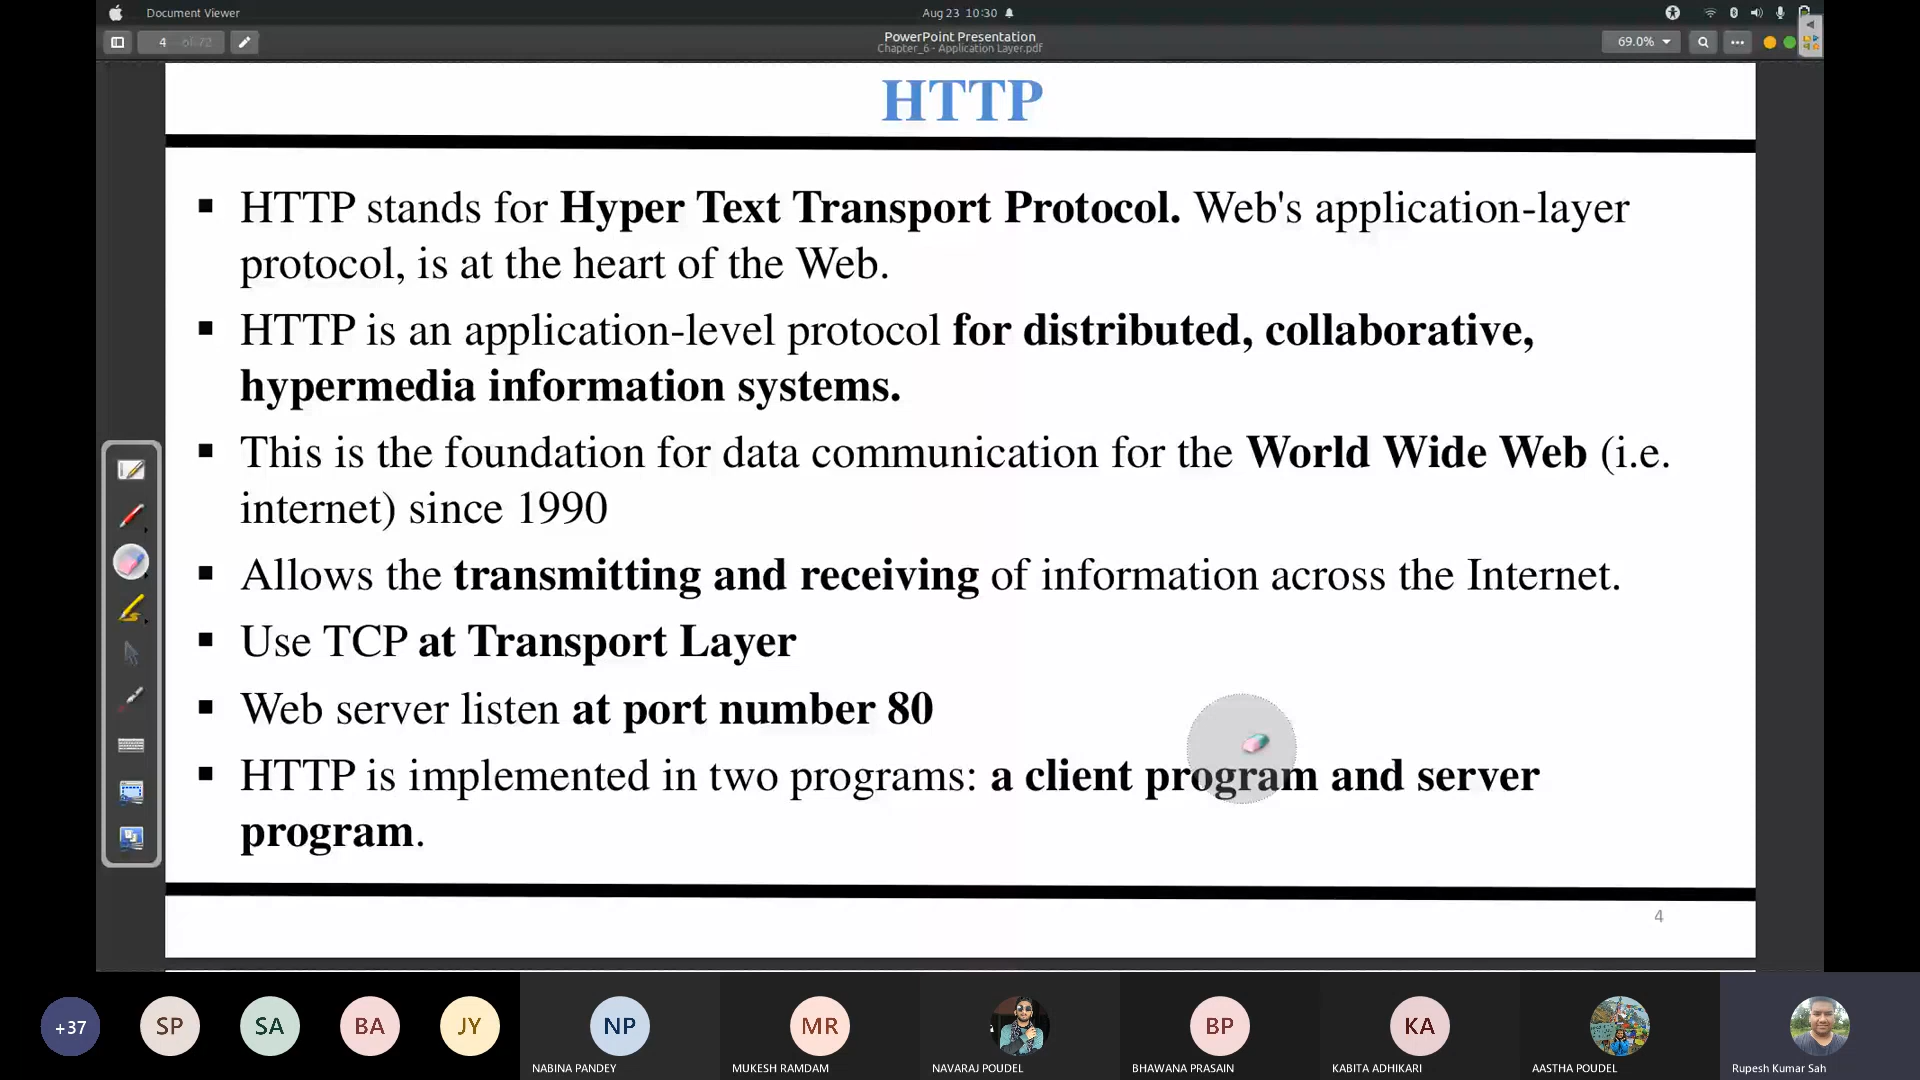 Document Viewer
Aug 23 10:30
4 of 72
PowerPoint Presentation
Chapter_6 - Application Layer.pdf
69.0%
HTTP
▪ HTTP stands for Hyper Text Transport Protocol. Web's application-layer
protocol, is at the heart of the Web.
▪ HTTP is an application-level protocol for distributed, collaborative,
hypermedia information systems.
▪ This is the foundation for data communication for the World Wide Web (i.e.
internet) since 1990
▪ Allows the transmitting and receiving of information across the Internet.
▪ Use TCP at Transport Layer
▪ Web server listen at port number 80
▪ HTTP is implemented in two programs: a client program and server
program.
4
+37 SP SA BA JY NP MR BP KA
NABINA PANDEY MUKESH RAMDAM NAVARAJ POUDEL BHAWANA PRASAIN KABITA ADHIKARI AASTHA POUDEL Rupesh Kumar Sah